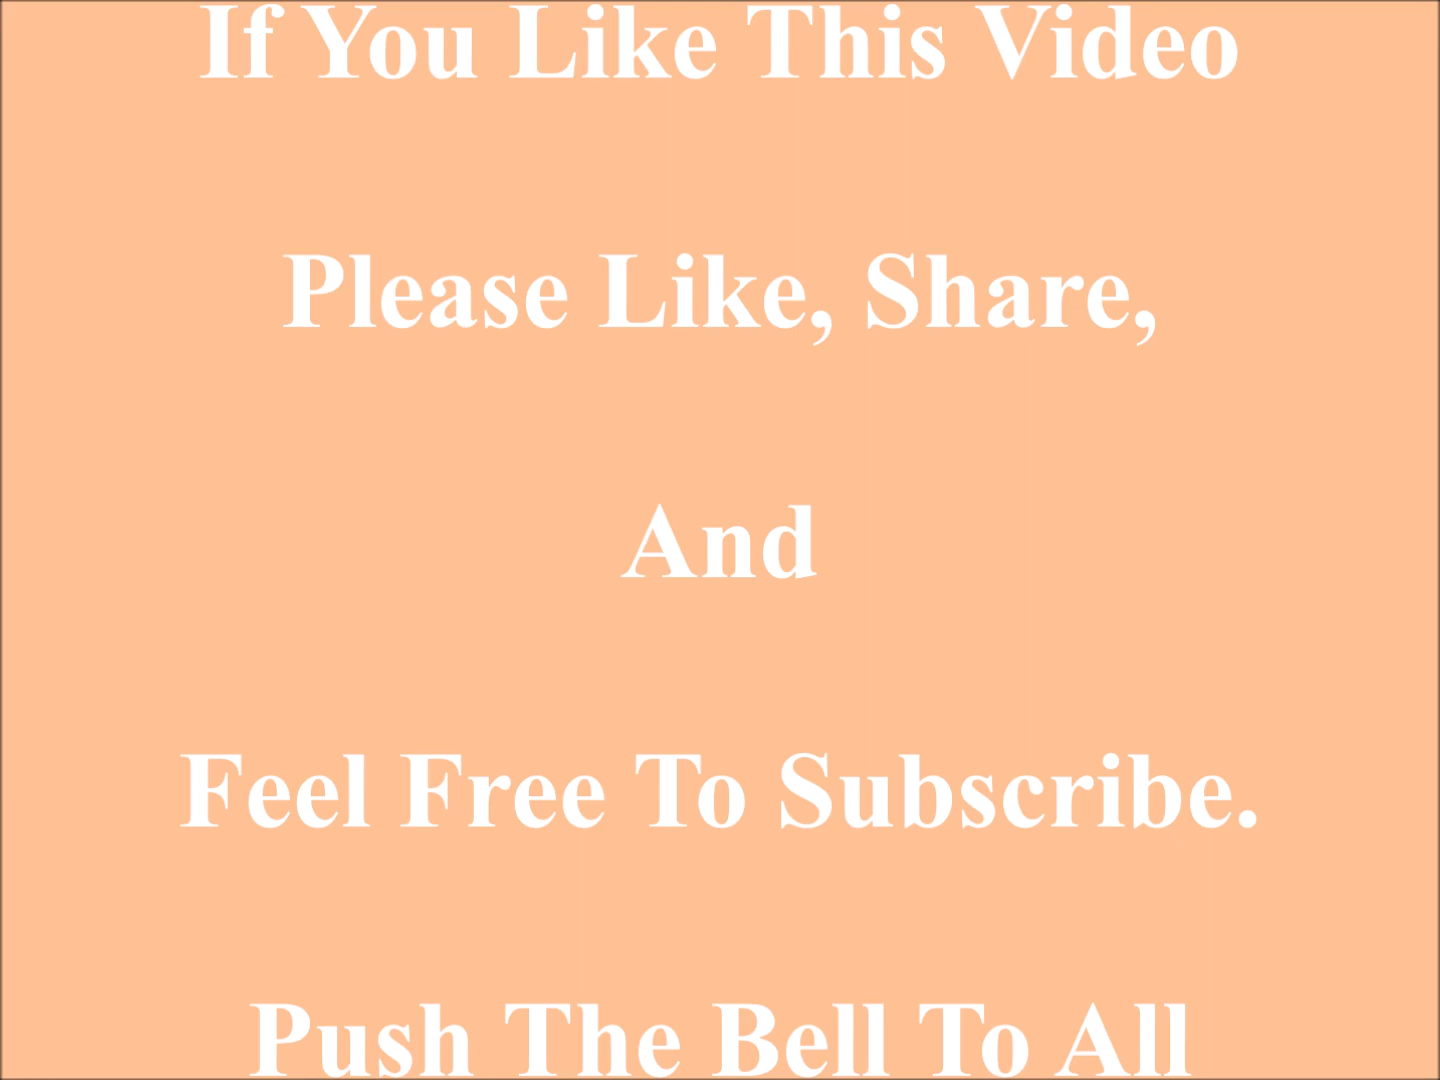 If You Like This Video
Please Like, Share,
And
Feel Free To Subscribe.
Push The Bell To All